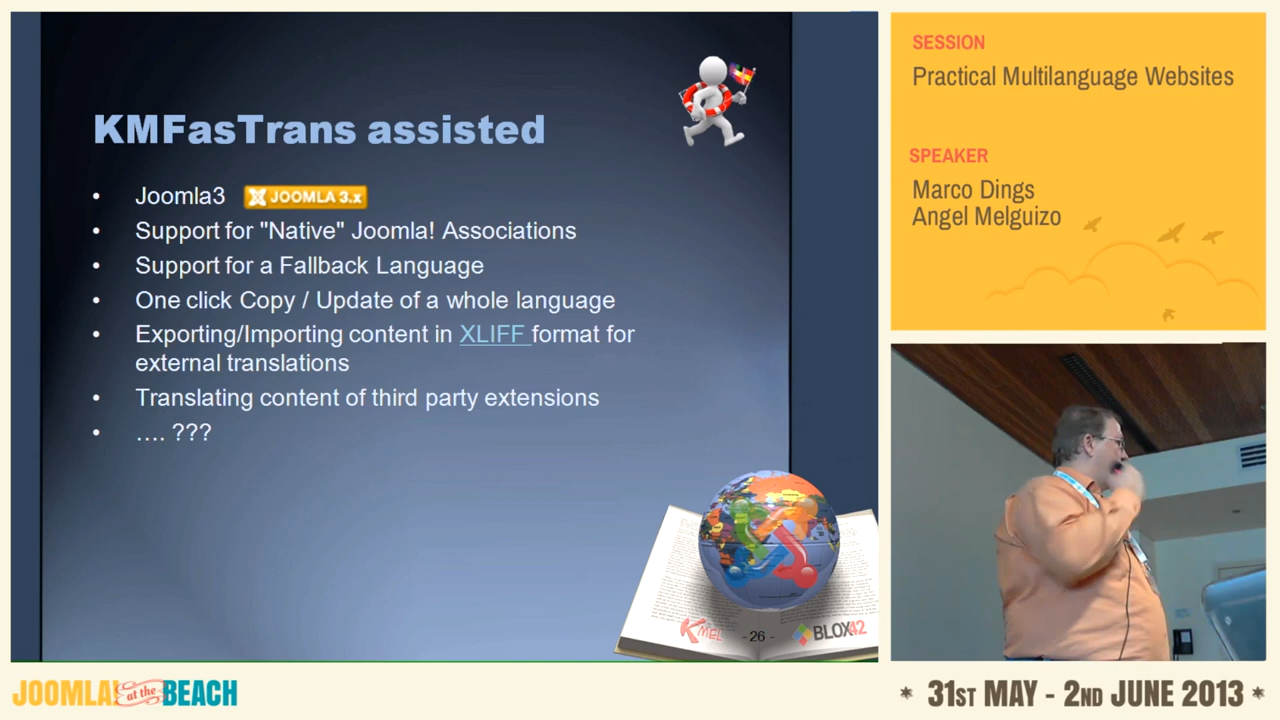 KMFasTrans assisted
• Joomla3 JOOMLA 3.x
• Support for "Native" Joomla! Associations
• Support for a Fallback Language
• One click Copy / Update of a whole language
• Exporting/Importing content in XLIFF format for
external translations
• Translating content of third party extensions
• .... ???
KMEL - 26 - BLOX42
SESSION
Practical Multilanguage Websites
SPEAKER
Marco Dings
Angel Melguizo
JOOMLA! at the BEACH
* 31ST MAY - 2ND JUNE 2013 *